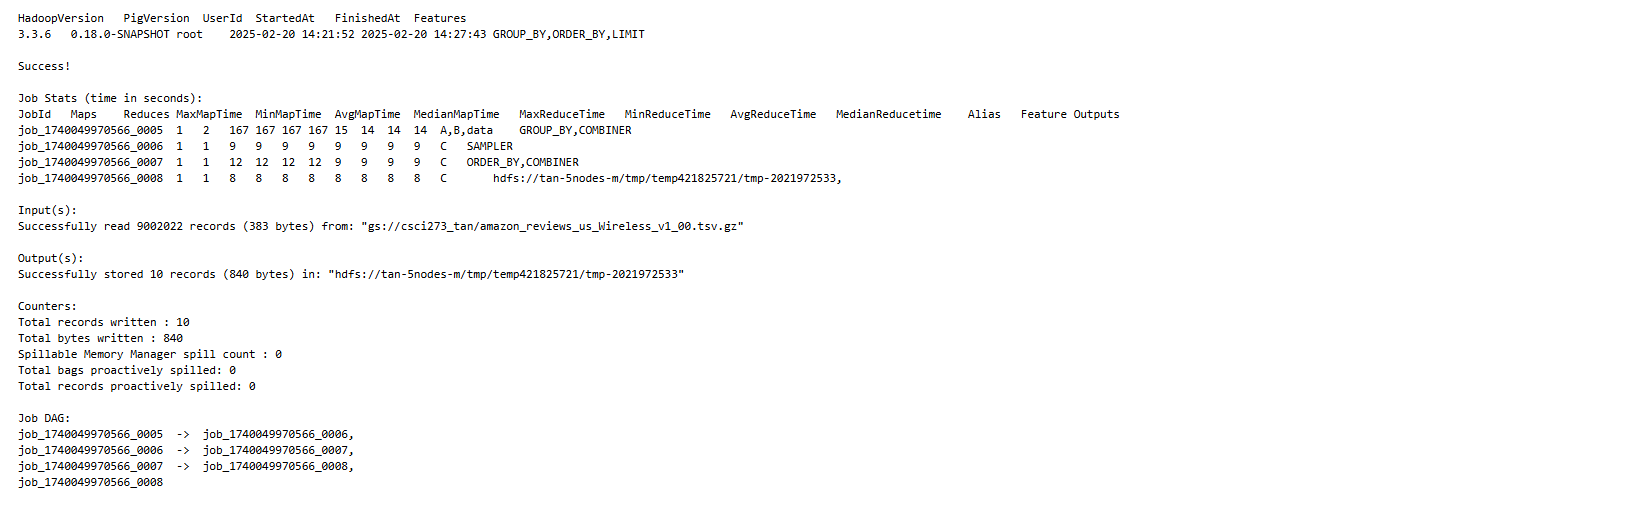 HadoopVersion PigVersion UserId StartedAt FinishedAt Features
3.3.6 0.18.0-SNAPSHOT root 2025-02-20 14:21:52 2025-02-20 14:27:43 GROUP_BY,ORDER_BY,LIMIT
Success!
Job Stats (time in seconds):
JobId Maps Reduces MaxMapTime MinMapTime AvgMapTime MedianMapTime MaxReduceTime MinReduceTime AvgReduceTime MedianReducetime Alias Feature Outputs
job_1740049970566_0005 1 2 167 167 167 167 15 14 14 14 A,B,data GROUP_BY,COMBINER
job_1740049970566_0006 1 1 9 9 9 9 9 9 9 9 C SAMPLER
job_1740049970566_0007 1 1 12 12 12 12 9 9 9 9 C ORDER_BY,COMBINER
job_1740049970566_0008 1 1 8 8 8 8 8 8 8 8 C hdfs://tan-5nodes-m/tmp/temp421825721/tmp-2021972533,
Input(s):
Successfully read 9002022 records (383 bytes) from: "gs://csci273_tan/amazon_reviews_us_Wireless_v1_00.tsv.gz"
Output(s):
Successfully stored 10 records (840 bytes) in: "hdfs://tan-5nodes-m/tmp/temp421825721/tmp-2021972533"
Counters:
Total records written : 10
Total bytes written : 840
Spillable Memory Manager spill count : 0
Total bags proactively spilled: 0
Total records proactively spilled: 0
Job DAG:
job_1740049970566_0005 -> job_1740049970566_0006,
job_1740049970566_0006 -> job_1740049970566_0007,
job_1740049970566_0007 -> job_1740049970566_0008,
job_1740049970566_0008